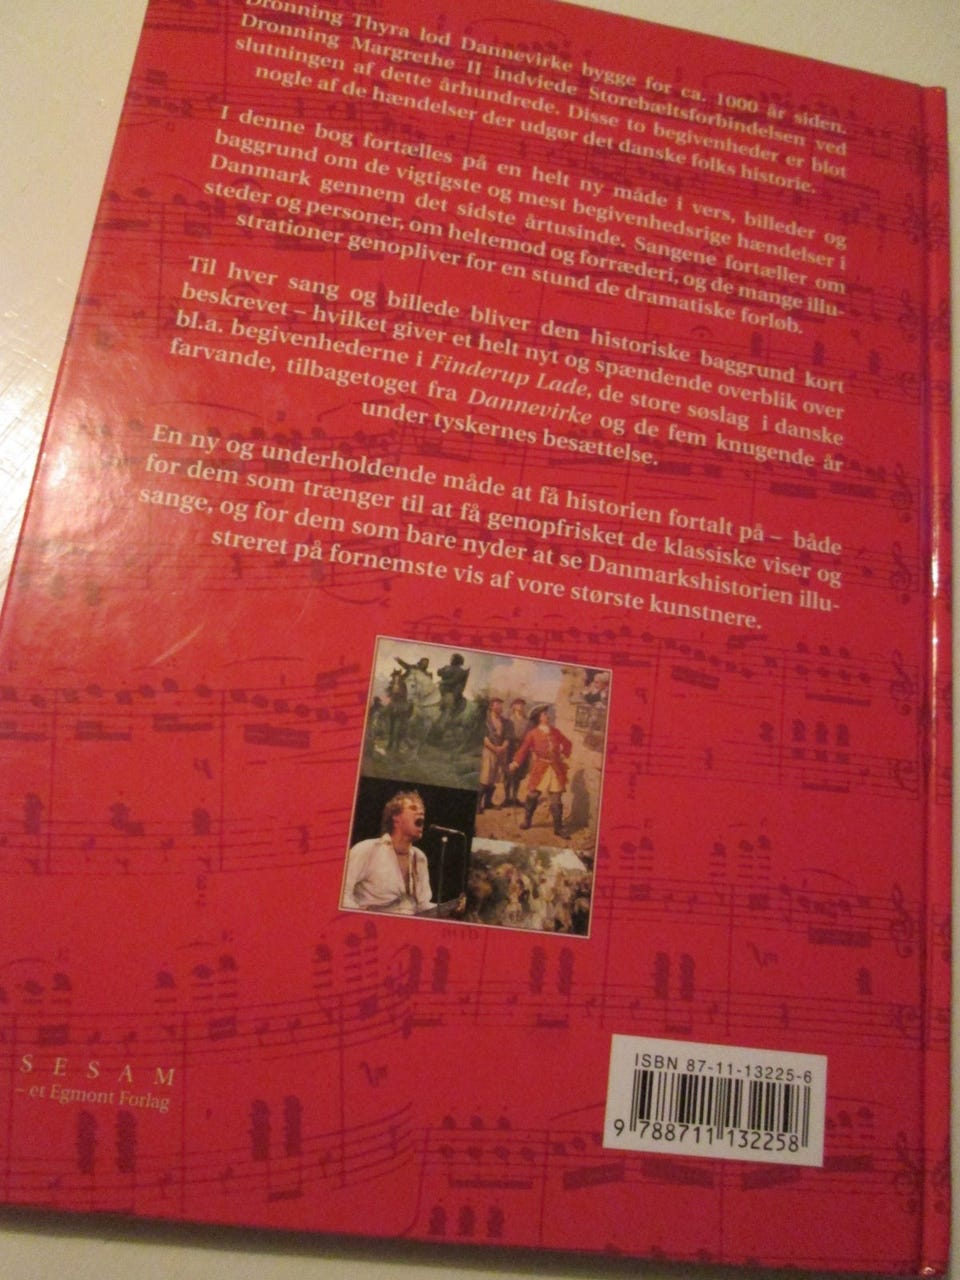 Dronning Thyra lod Dannevirke bygge for ca. 1000 år siden.
Dronning Margrethe II indviede Storebæltsforbindelsen ved
slutningen af dette århundrede. Disse to begivenheder er blot
nogle af de hændelser der udgør det danske folks historie.
I denne bog fortælles på en helt ny måde i vers, billeder og
baggrund om de vigtigste og mest begivenhedsrige hændelser i
Danmark gennem det sidste årtusinde. Sangene fortæller om
steder og personer, om heltemod og forræderi, og de mange illu-
strationer genopliver for en stund de dramatiske forløb.
Til hver sang og billede bliver den historiske baggrund kort
beskrevet – hvilket giver et helt nyt og spændende overblik over
bl.a. begivenhederne i Finderup Lade, de store søslag i danske
farvande, tilbagetoget fra Dannevirke og de fem knugende år
under tyskernes besættelse.
En ny og underholdende måde at få historien fortalt på – både
for dem som trænger til at få genopfrisket de klassiske viser og
sange, og for dem som bare nyder at se Danmarkshistorien illu-
streret på fornemste vis af vore største kunstnere.
SESAM
– et Egmont Forlag
ISBN 87-11-13225-6
9 788711 132258